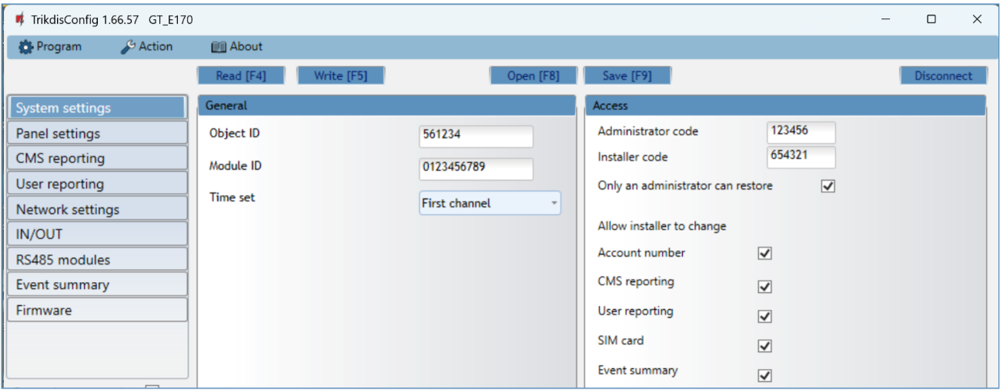 TrikdisConfig 1.66.57 GT_E170
Program Action About
Read [F4] Write [F5] Open [F8] Save [F9] Disconnect
System settings
Panel settings
CMS reporting
User reporting
Network settings
IN/OUT
RS485 modules
Event summary
Firmware
General
Object ID 561234
Module ID 0123456789
Time set First channel
Access
Administrator code 123456
Installer code 654321
Only an administrator can restore
Allow installer to change
Account number
CMS reporting
User reporting
SIM card
Event summary